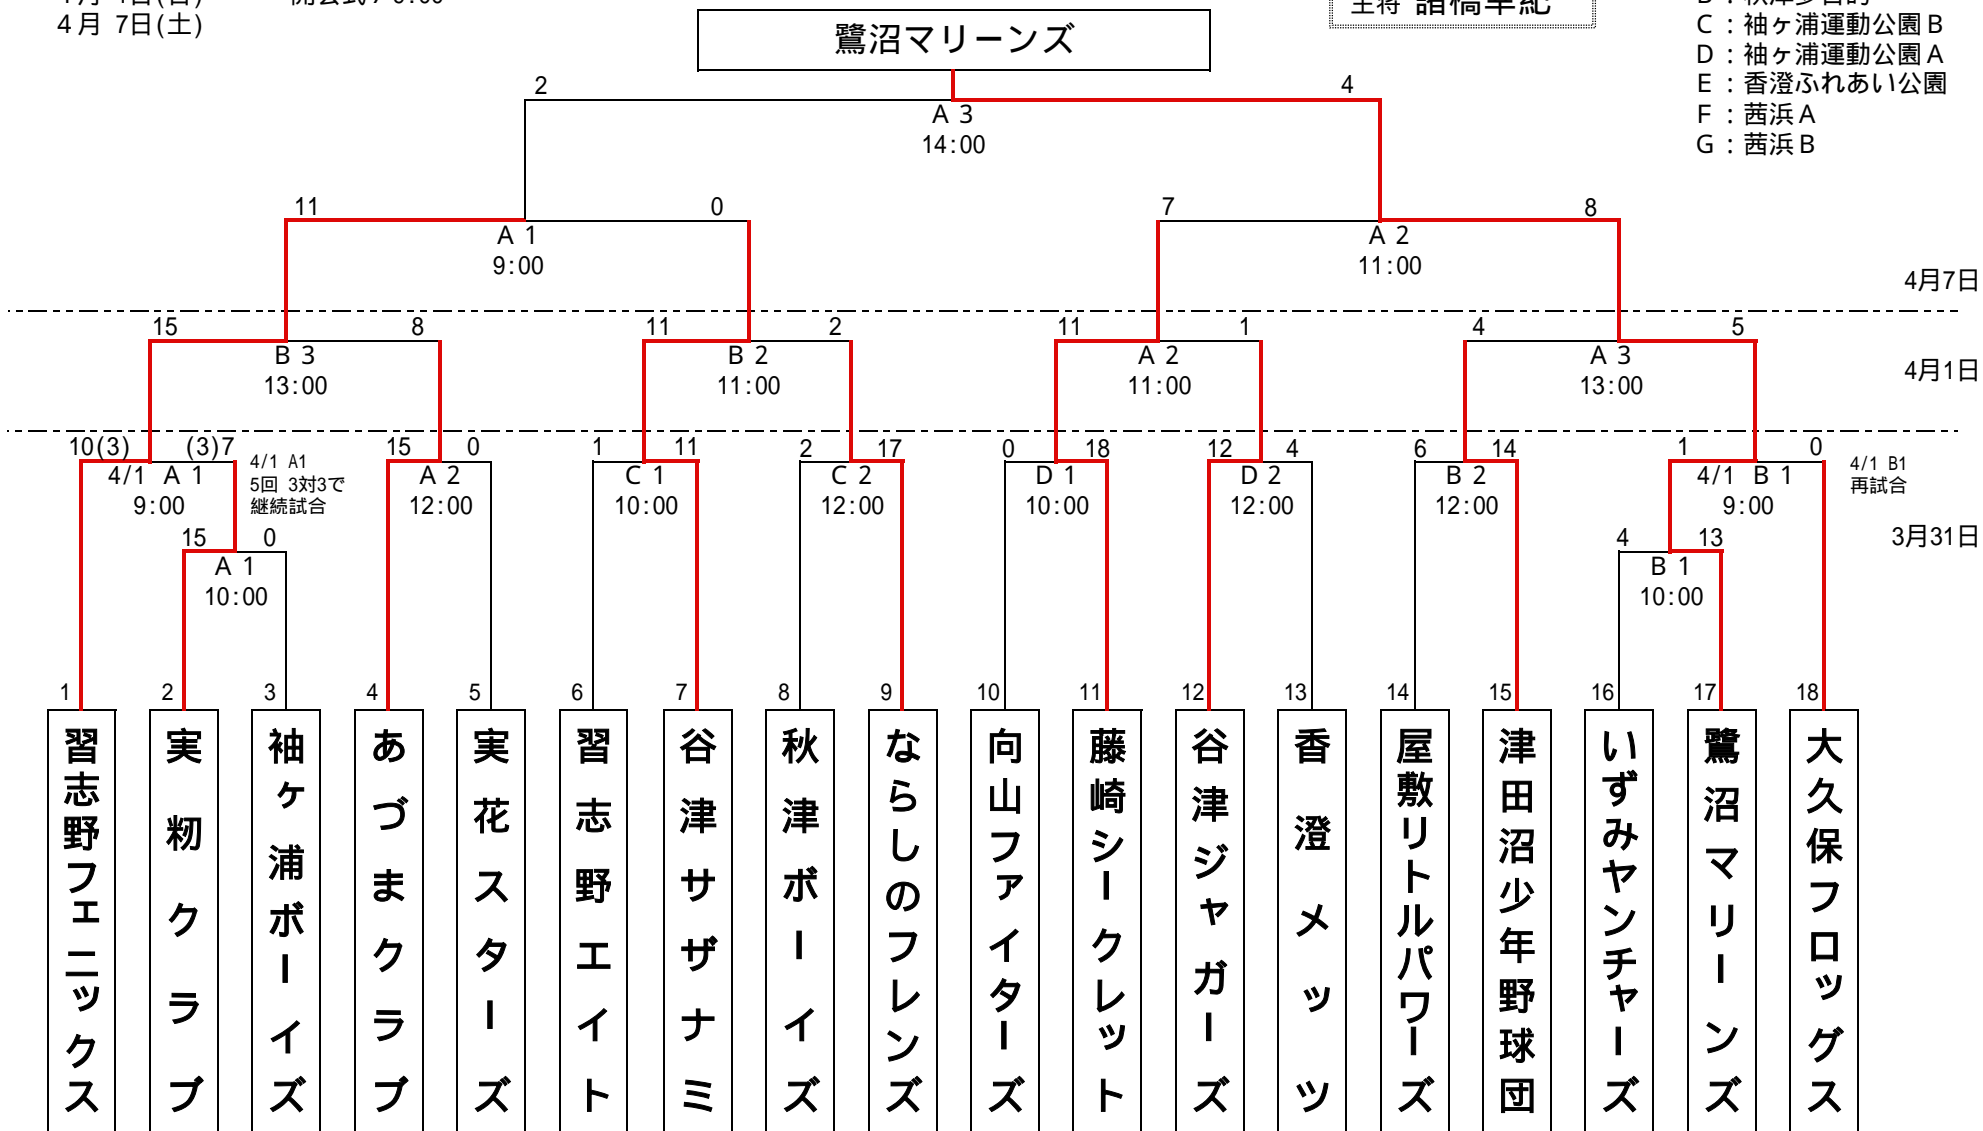 4月 7日(土)
鷺沼マリーンズ
C：袖ヶ浦運動公園B
D：袖ヶ浦運動公園A
E：香澄ふれあい公園
F：茜浜A
G：茜浜B
2 4
A 3
14:00
11 0 7 8
A 1 A 2
9:00 11:00
4月7日
15 8 11 2 11 1 4 5
B 3 B 2 A 2 A 3
13:00 11:00 11:00 13:00
4月1日
10(3) (3)7 15 0 1 11 2 17 0 18 12 4 6 14 1 0
4/1 A 1 A 2 C 1 C 2 D 1 D 2 B 2 4/1 B 1
9:00 12:00 10:00 12:00 10:00 12:00 12:00 9:00
4/1 A1
5回 3対3で
継続試合
4/1 B1
再試合
3月31日
15 0 4 13
A 1 B 1
10:00 10:00
1 2 3 4 5 6 7 8 9 10 11 12 13 14 15 16 17 18
習志野フェニックス
実籾クラブ
袖ヶ浦ボーイズ
あづまクラブ
実花スターズ
習志野エイト
谷津サザナミ
秋津ボーイズ
ならしのフレンズ
向山ファイターズ
藤崎シークレット
谷津ジャガーズ
香澄メッツ
屋敷リトルパワーズ
津田沼少年野球団
いずみヤンチャーズ
鷺沼マリーンズ
大久保フロッグス